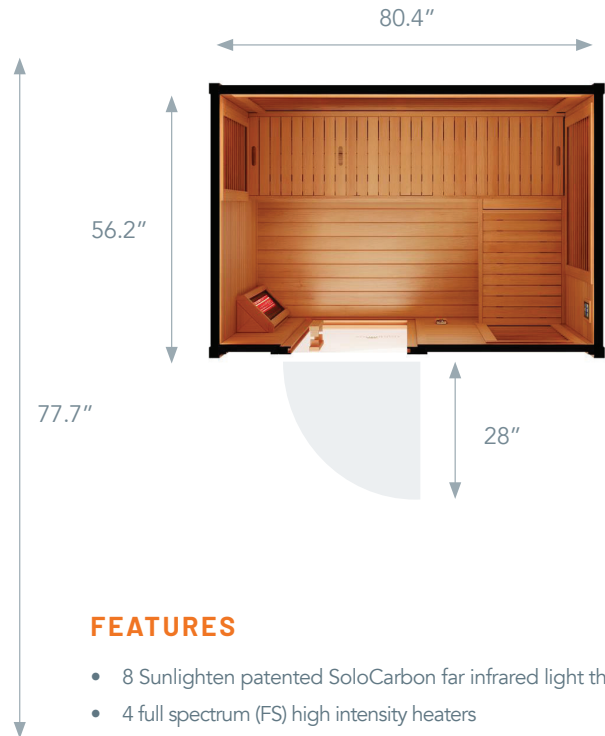 80.4”
56.2”
77.7”
28”
FEATURES
• 8 Sunlighten patented SoloCarbon far infrared light th
• 4 full spectrum (FS) high intensity heaters